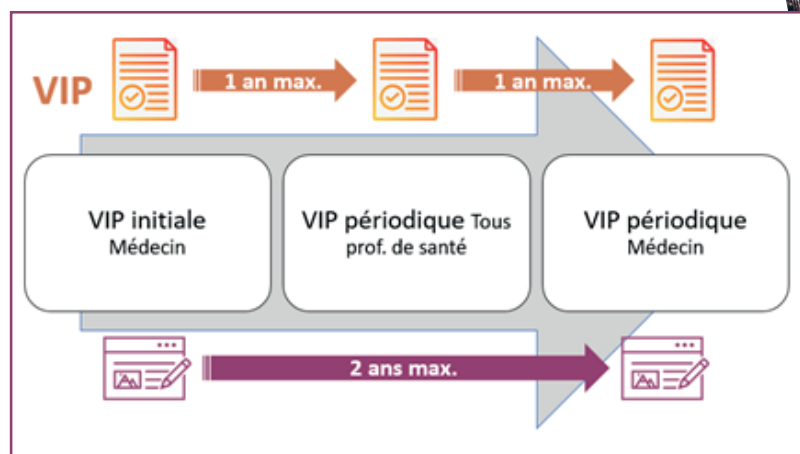 VIP
1 an max.
1 an max.
VIP initiale
Médecin
VIP périodique Tous
prof. de santé
VIP périodique
Médecin
2 ans max.